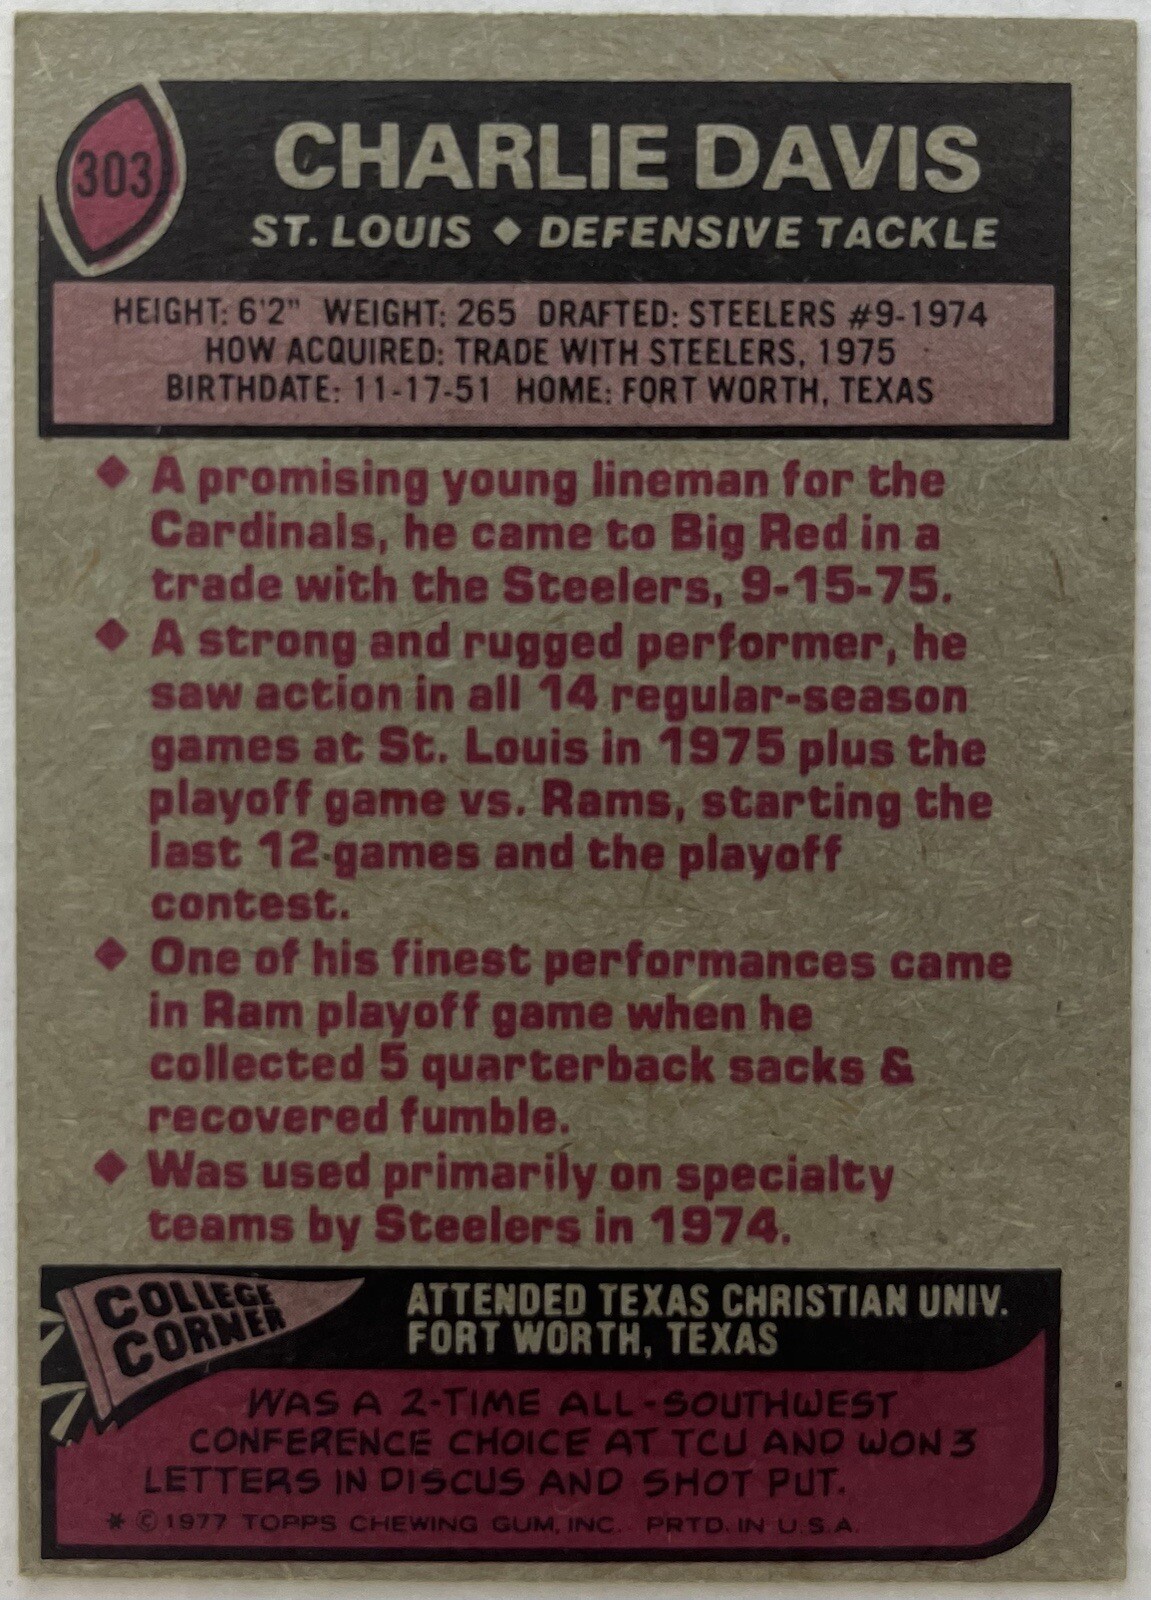 303
CHARLIE DAVIS
ST. LOUIS ◆ DEFENSIVE TACKLE
HEIGHT: 6'2" WEIGHT: 265 DRAFTED: STEELERS #9-1974
HOW ACQUIRED: TRADE WITH STEELERS, 1975
BIRTHDATE: 11-17-51 HOME: FORT WORTH, TEXAS
◆ A promising young lineman for the
Cardinals, he came to Big Red in a
trade with the Steelers, 9-15-75.
◆ A strong and rugged performer, he
saw action in all 14 regular-season
games at St. Louis in 1975 plus the
playoff game vs. Rams, starting the
last 12 games and the playoff
contest.
◆ One of his finest performances came
in Ram playoff game when he
collected 5 quarterback sacks &
recovered fumble.
◆ Was used primarily on specialty
teams by Steelers in 1974.
COLLEGE
CORNER
ATTENDED TEXAS CHRISTIAN UNIV.
FORT WORTH, TEXAS
WAS A 2-TIME ALL-SOUTHWEST
CONFERENCE CHOICE AT TCU AND WON 3
LETTERS IN DISCUS AND SHOT PUT.
* © 1977 TOPPS CHEWING GUM, INC. PRTD. IN U.S.A.